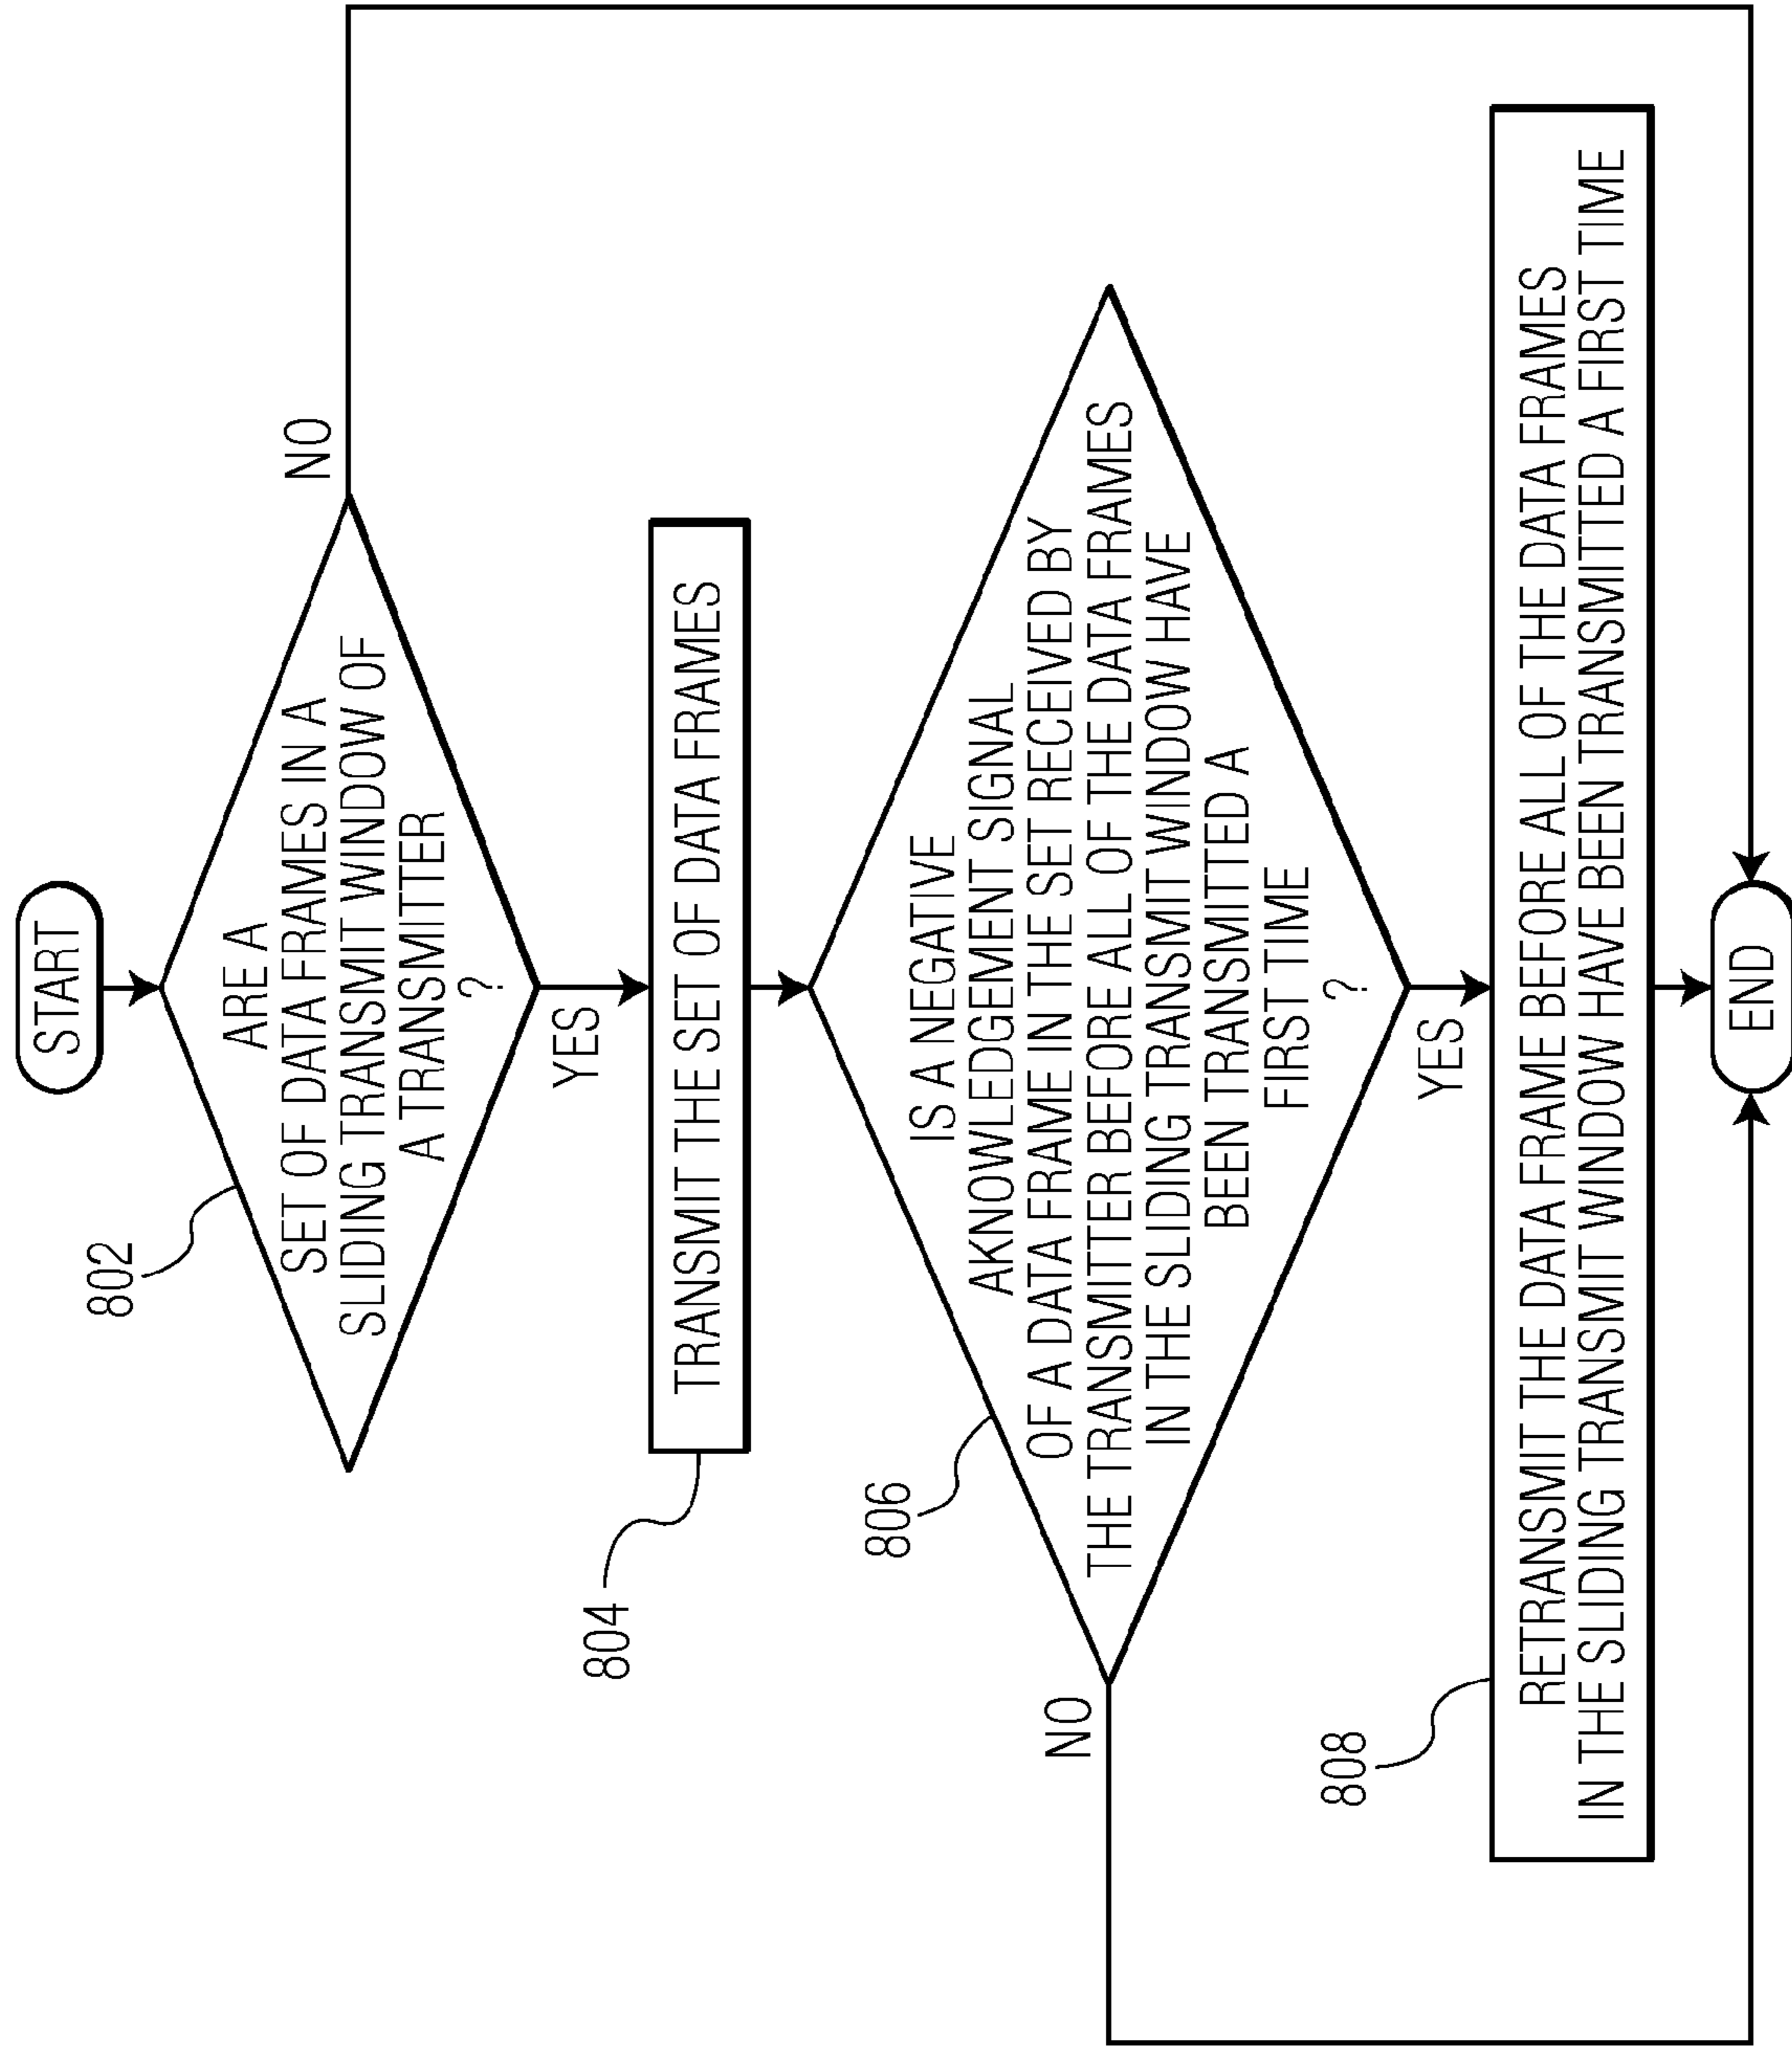 START
802
ARE A
SET OF DATA FRAMES IN A
SLIDING TRANSMIT WINDOW OF
A TRANSMITTER
?
NO
YES
804
TRANSMIT THE SET OF DATA FRAMES
806
IS A NEGATIVE
AKNOWLEDGEMENT SIGNAL
OF A DATA FRAME IN THE SET RECEIVED BY
THE TRANSMITTER BEFORE ALL OF THE DATA FRAMES
IN THE SLIDING TRANSMIT WINDOW HAVE
BEEN TRANSMITTED A
FIRST TIME
?
NO
YES
808
RETRANSMIT THE DATA FRAME BEFORE ALL OF THE DATA FRAMES
IN THE SLIDING TRANSMIT WINDOW HAVE BEEN TRANSMITTED A FIRST TIME
END